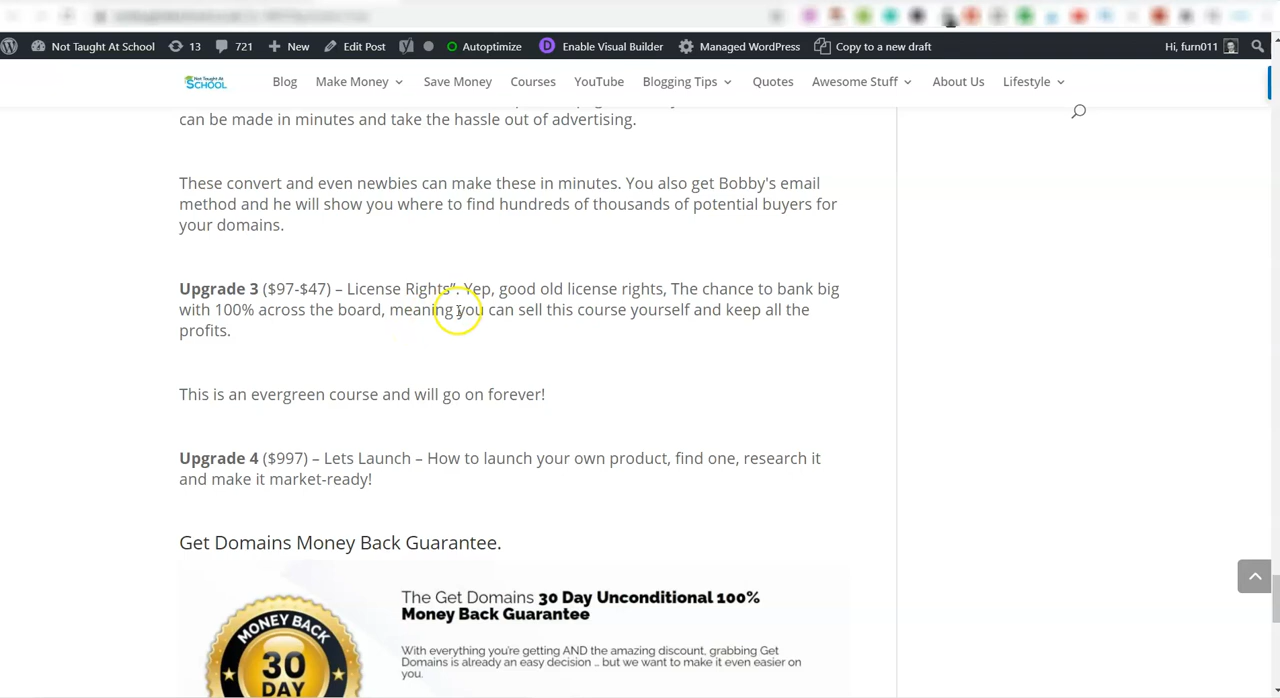 Not Taught At School 13 721 New Edit Post Autoptimize Enable Visual Builder Managed WordPress Copy to a new draft Hi, furn011
Not Taught At SCHOOL Blog Make Money Save Money Courses YouTube Blogging Tips Quotes Awesome Stuff About Us Lifestyle
can be made in minutes and take the hassle out of advertising.
These convert and even newbies can make these in minutes. You also get Bobby's email
method and he will show you where to find hundreds of thousands of potential buyers for
your domains.
Upgrade 3 ($97-$47) – License Rights”. Yep, good old license rights, The chance to bank big
with 100% across the board, meaning you can sell this course yourself and keep all the
profits.
This is an evergreen course and will go on forever!
Upgrade 4 ($997) – Lets Launch – How to launch your own product, find one, research it
and make it market-ready!
Get Domains Money Back Guarantee.
The Get Domains 30 Day Unconditional 100%
Money Back Guarantee
With everything you're getting AND the amazing discount, grabbing Get
Domains is already an easy decision ... but we want to make it even easier on
you.
MONEY BACK
30
DAY